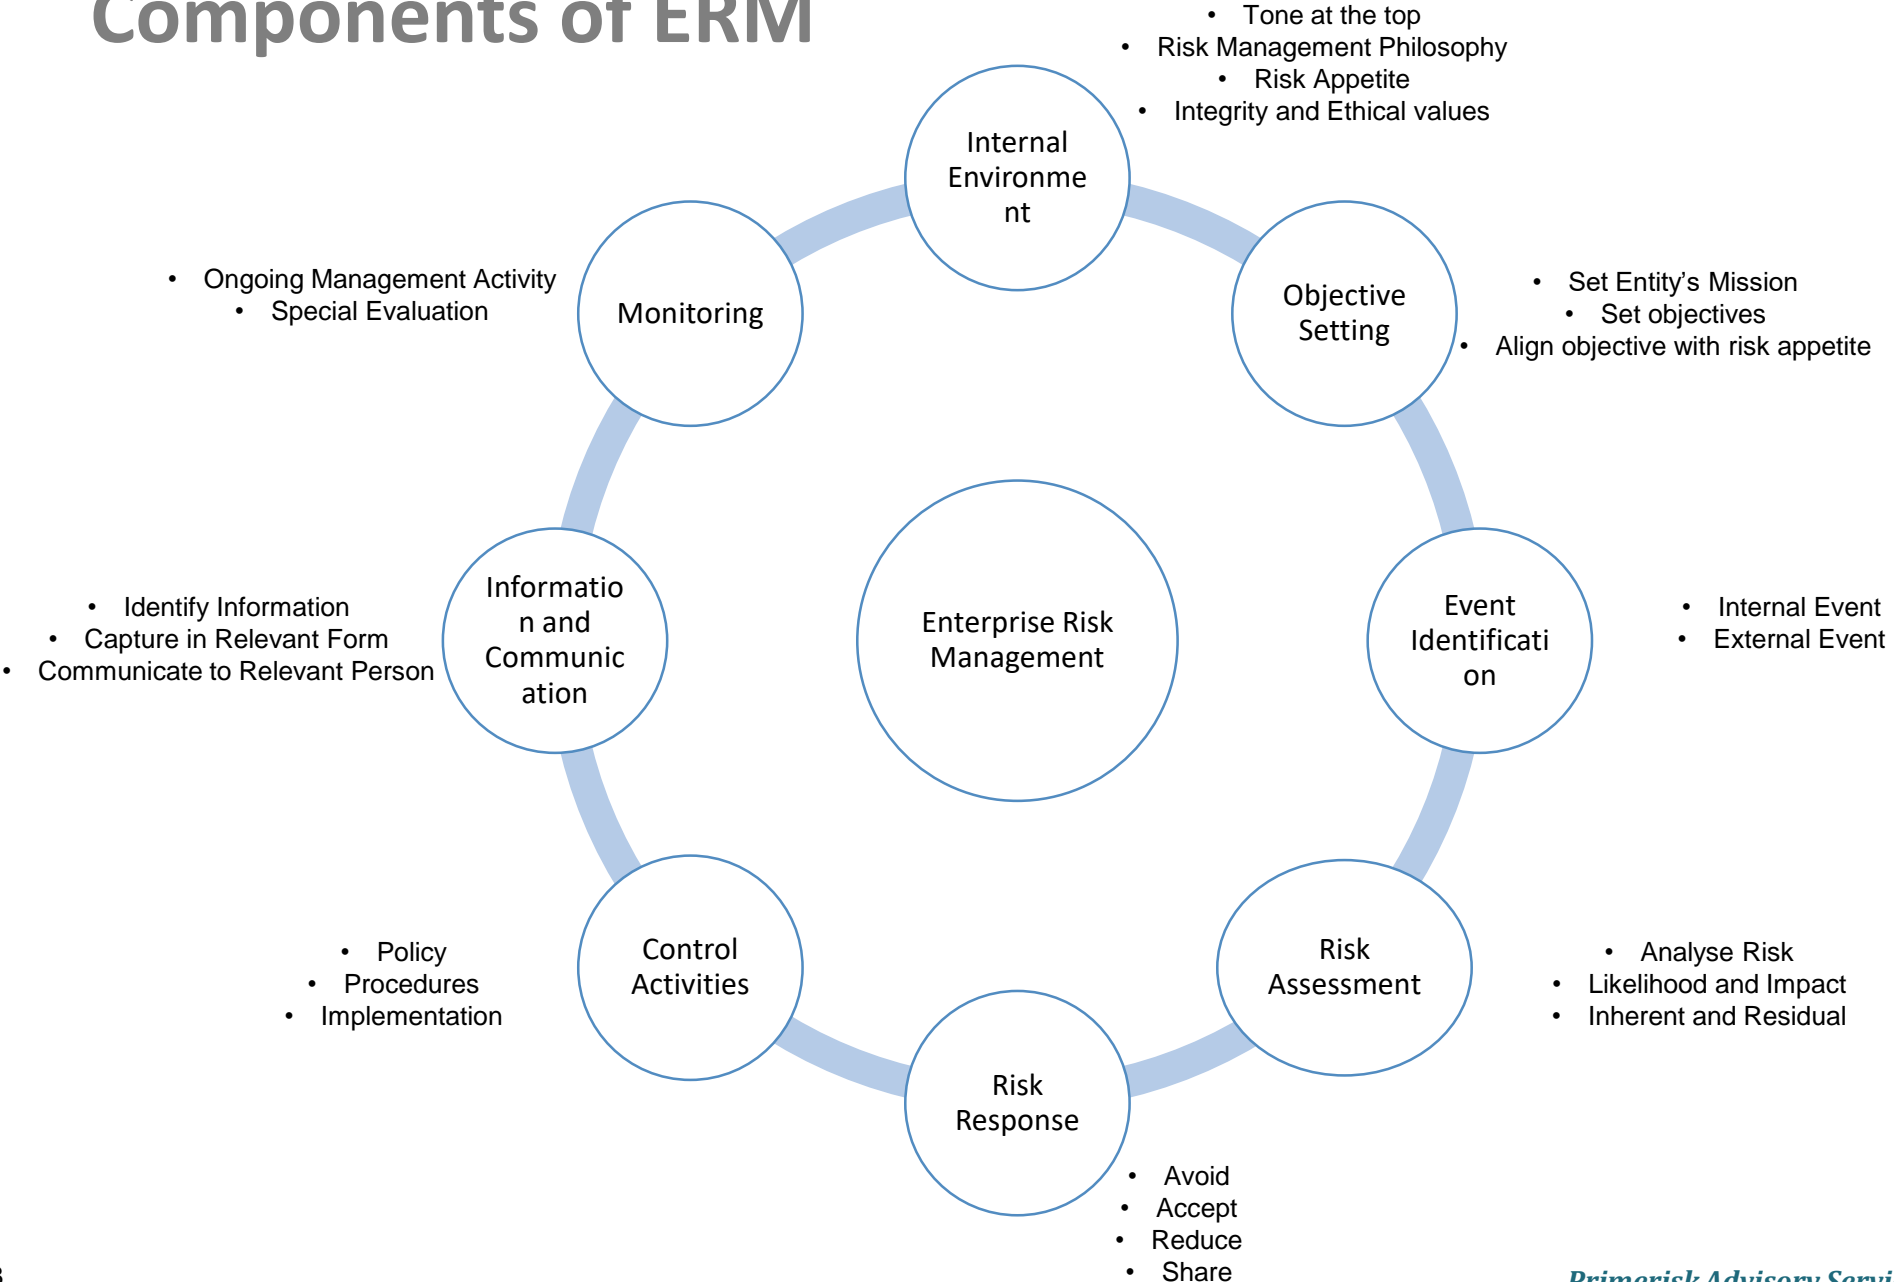 Components of ERM
• Tone at the top
• Risk Management Philosophy
• Risk Appetite
• Integrity and Ethical values
Internal
Environme
nt
Objective
Setting
• Set Entity’s Mission
• Set objectives
• Align objective with risk appetite
Event
Identificati
on
• Internal Event
• External Event
Risk
Assessment
• Analyse Risk
• Likelihood and Impact
• Inherent and Residual
Risk
Response
• Avoid
• Accept
• Reduce
• Share
Control
Activities
• Policy
• Procedures
• Implementation
Informatio
n and
Communic
ation
• Identify Information
• Capture in Relevant Form
• Communicate to Relevant Person
Monitoring
• Ongoing Management Activity
• Special Evaluation
Enterprise Risk
Management
Primerisk Advisory Servi